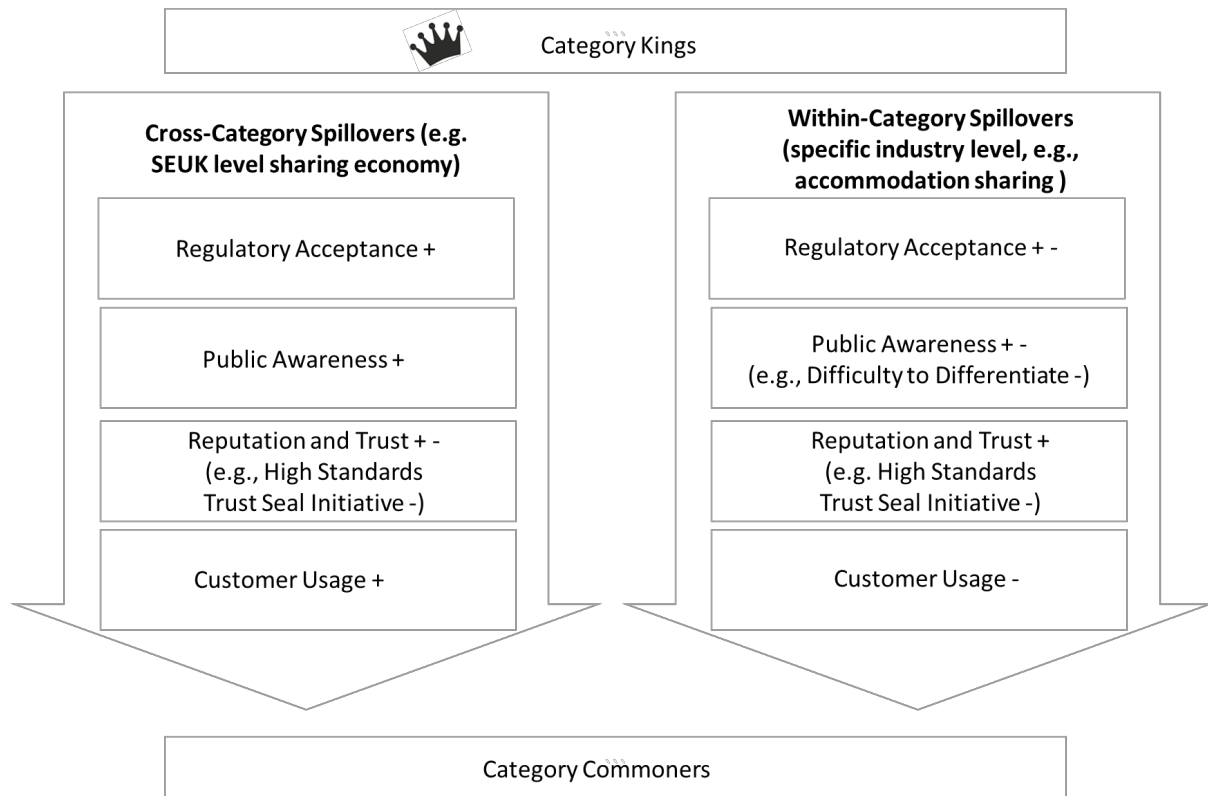 Category Kings
Cross-Category Spillovers (e.g.
SEUK level sharing economy)
Regulatory Acceptance +
Public Awareness +
Reputation and Trust + -
(e.g., High Standards
Trust Seal Initiative -)
Customer Usage +
Within-Category Spillovers
(specific industry level, e.g.,
accommodation sharing )
Regulatory Acceptance + -
Public Awareness + -
(e.g., Difficulty to Differentiate -)
Reputation and Trust +
(e.g. High Standards
Trust Seal Initiative -)
Customer Usage -
Category Commoners